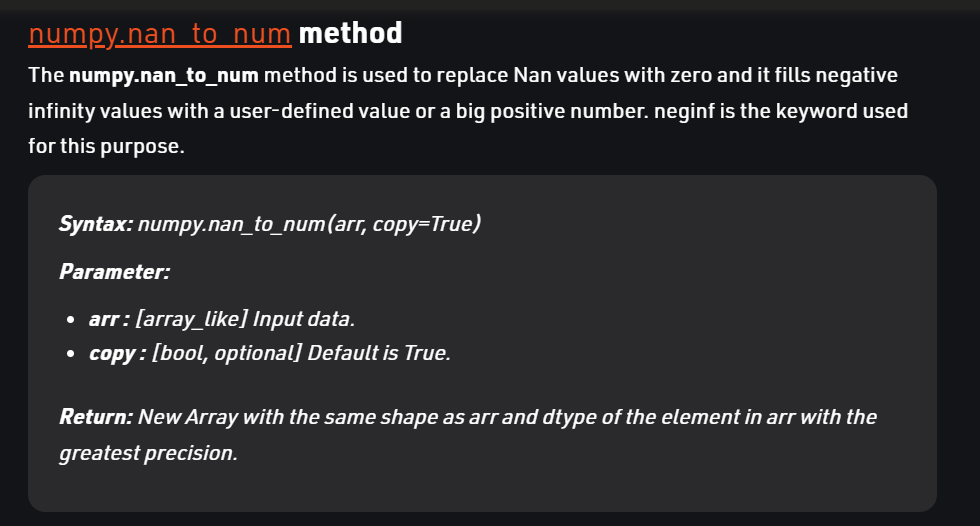 numpy.nan_to_num method
The numpy.nan_to_num method is used to replace Nan values with zero and it fills negative
infinity values with a user-defined value or a big positive number. neginf is the keyword used
for this purpose.
Syntax: numpy.nan_to_num(arr, copy=True)
Parameter:
• arr : [array_like] Input data.
• copy : [bool, optional] Default is True.
Return: New Array with the same shape as arr and dtype of the element in arr with the
greatest precision.